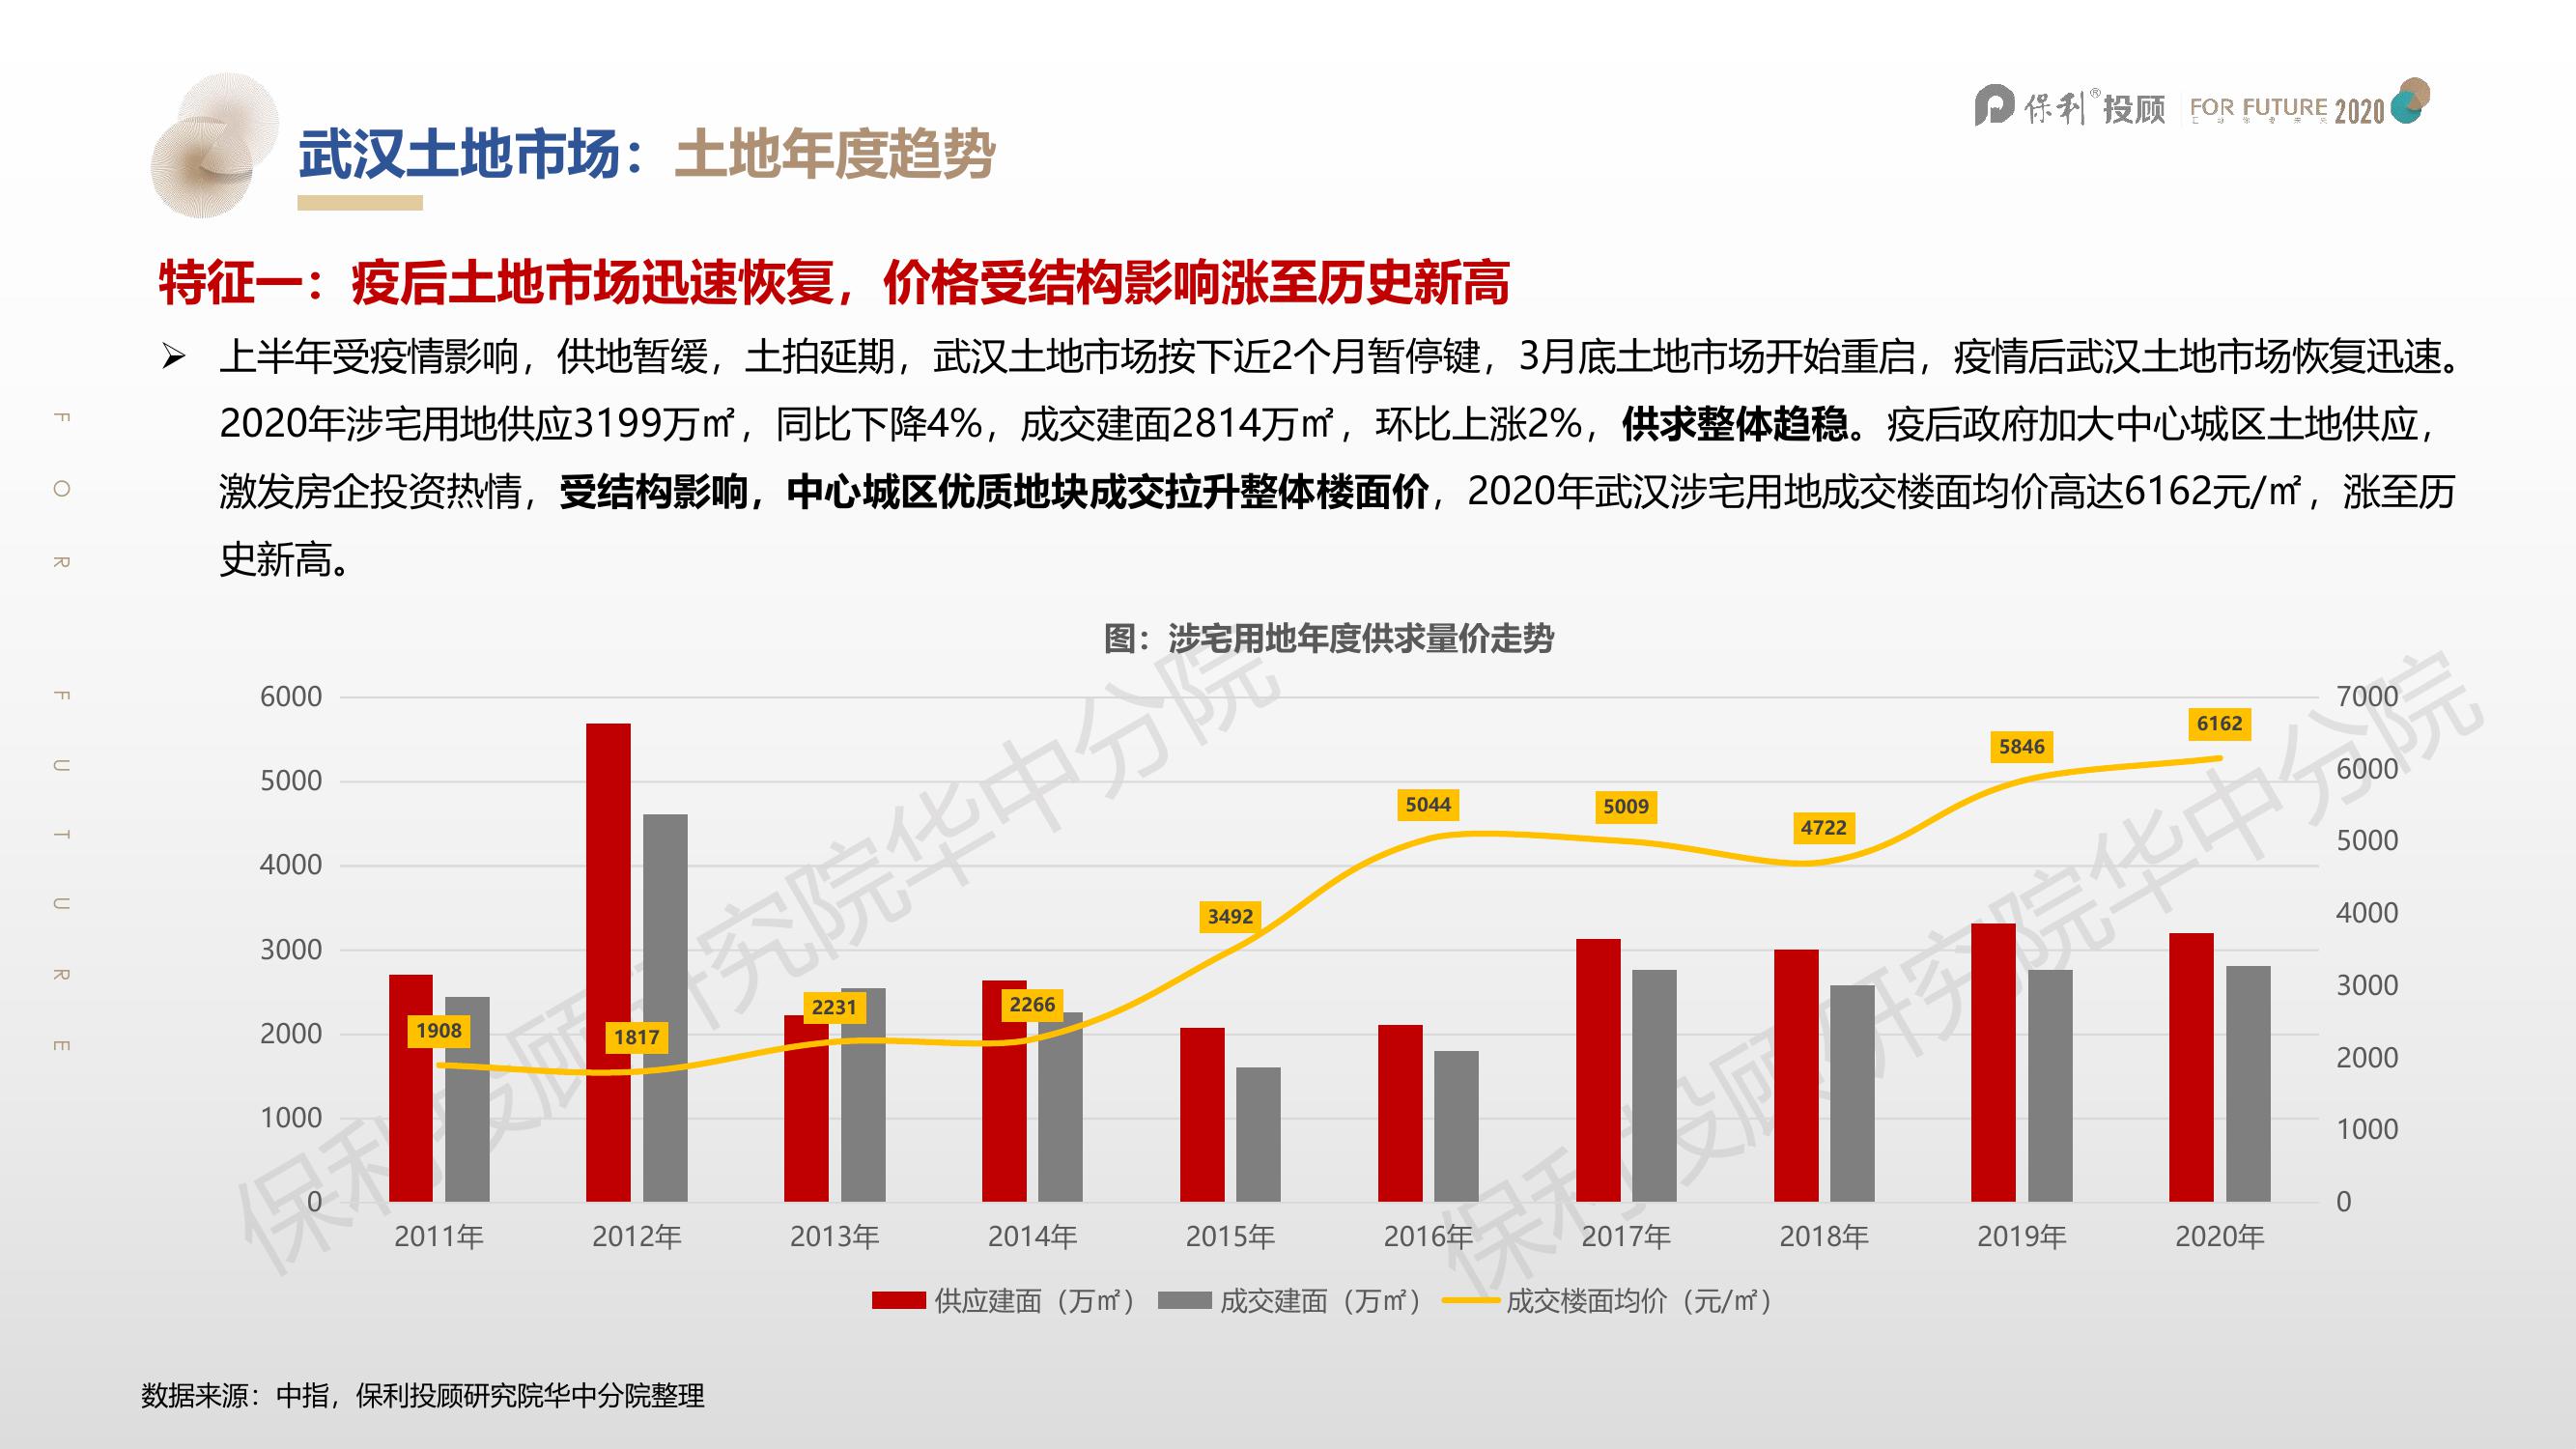 保利®投顾 FOR FUTURE 2020
武汉土地市场：土地年度趋势
特征一：疫后土地市场迅速恢复，价格受结构影响涨至历史新高
➢ 上半年受疫情影响，供地暂缓，土拍延期，武汉土地市场按下近2个月暂停键，3月底土地市场开始重启，疫情后武汉土地市场恢复迅速。
2020年涉宅用地供应3199万㎡，同比下降4%，成交建面2814万㎡，环比上涨2%，供求整体趋稳。疫后政府加大中心城区土地供应，
激发房企投资热情，受结构影响，中心城区优质地块成交拉升整体楼面价，2020年武汉涉宅用地成交楼面均价高达6162元/㎡，涨至历
史新高。
FOR FUTURE
图：涉宅用地年度供求量价走势
6000 7000
5000 6000
4000 5000
3000 4000
2000 3000
1000 2000
0 1000
0
1908 1817 2231 2266 3492 5044 5009 4722 5846 6162
2011年 2012年 2013年 2014年 2015年 2016年 2017年 2018年 2019年 2020年
供应建面（万㎡） 成交建面（万㎡） 成交楼面均价（元/㎡）
保利投顾研究院华中分院
保利投顾研究院华中分院
数据来源：中指，保利投顾研究院华中分院整理